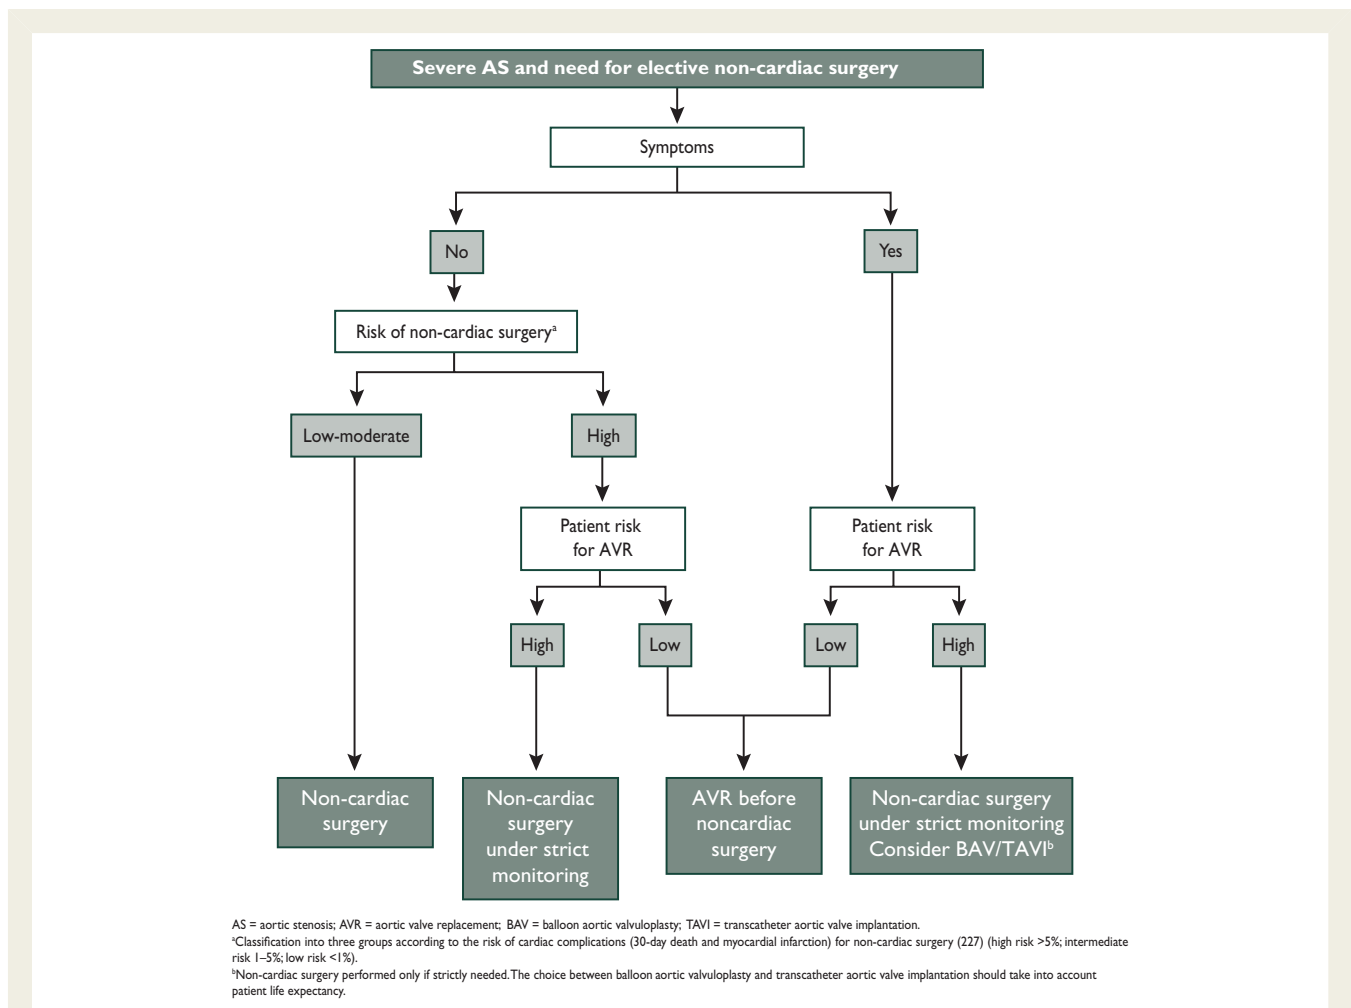 Severe AS and need for elective non-cardiac surgery
Symptoms
No
Yes
Risk of non-cardiac surgeryᵃ
Low-moderate
High
Patient risk
for AVR
Patient risk
for AVR
High
Low
Low
High
Non-cardiac
surgery
Non-cardiac
surgery
under strict
monitoring
AVR before
noncardiac
surgery
Non-cardiac surgery
under strict monitoring
Consider BAV/TAVIᵇ
AS = aortic stenosis; AVR = aortic valve replacement; BAV = balloon aortic valvuloplasty; TAVI = transcatheter aortic valve implantation.
ᵃClassification into three groups according to the risk of cardiac complications (30-day death and myocardial infarction) for non-cardiac surgery (227) (high risk >5%; intermediate
risk 1–5%; low risk <1%).
ᵇNon-cardiac surgery performed only if strictly needed. The choice between balloon aortic valvuloplasty and transcatheter aortic valve implantation should take into account
patient life expectancy.